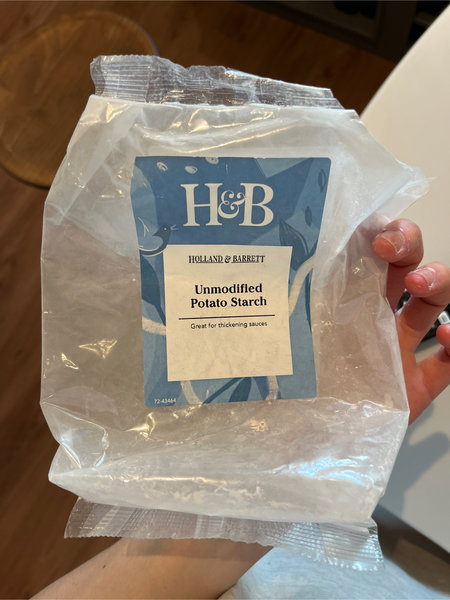 H&B
HOLLAND & BARRETT
Unmodified
Potato Starch
Great for thickening sauces
72-43464